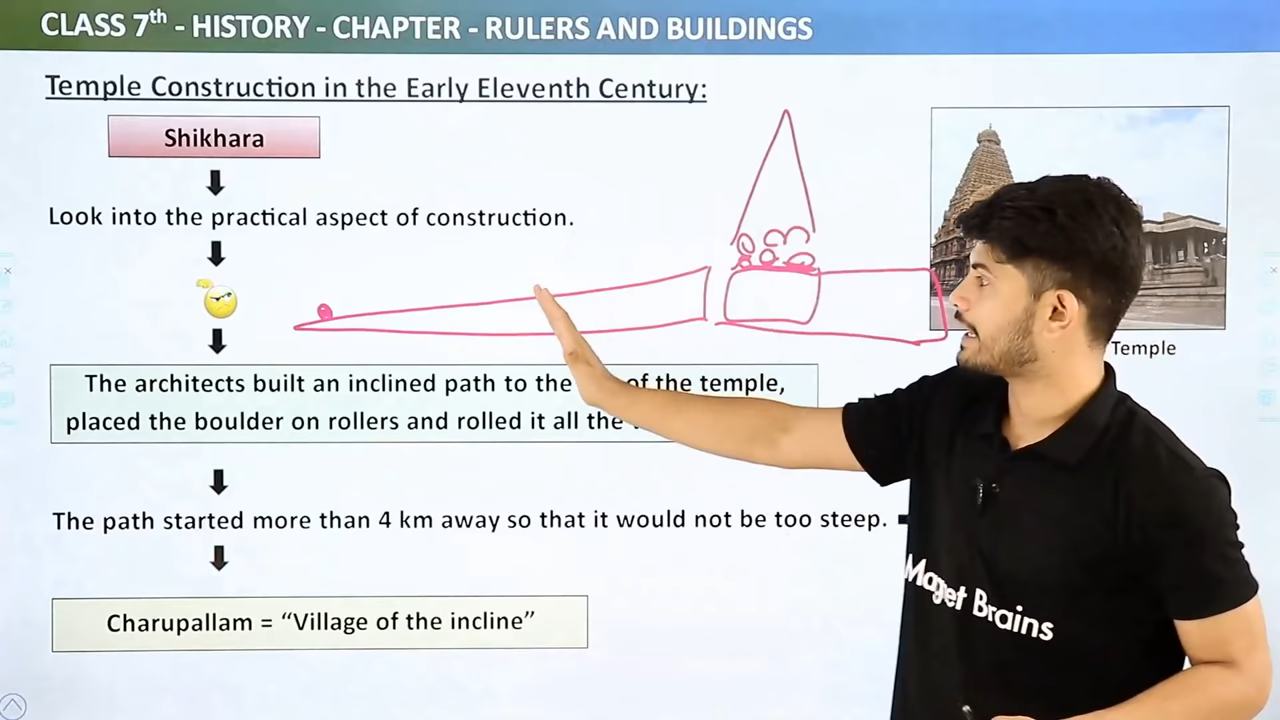 CLASS 7th - HISTORY - CHAPTER - RULERS AND BUILDINGS
Temple Construction in the Early Eleventh Century:
Shikhara
Look into the practical aspect of construction.
Temple
The architects built an inclined path to the of the temple,
placed the boulder on rollers and rolled it all the
The path started more than 4 km away so that it would not be too steep.
Charupallam = “Village of the incline”
Magnet Brains